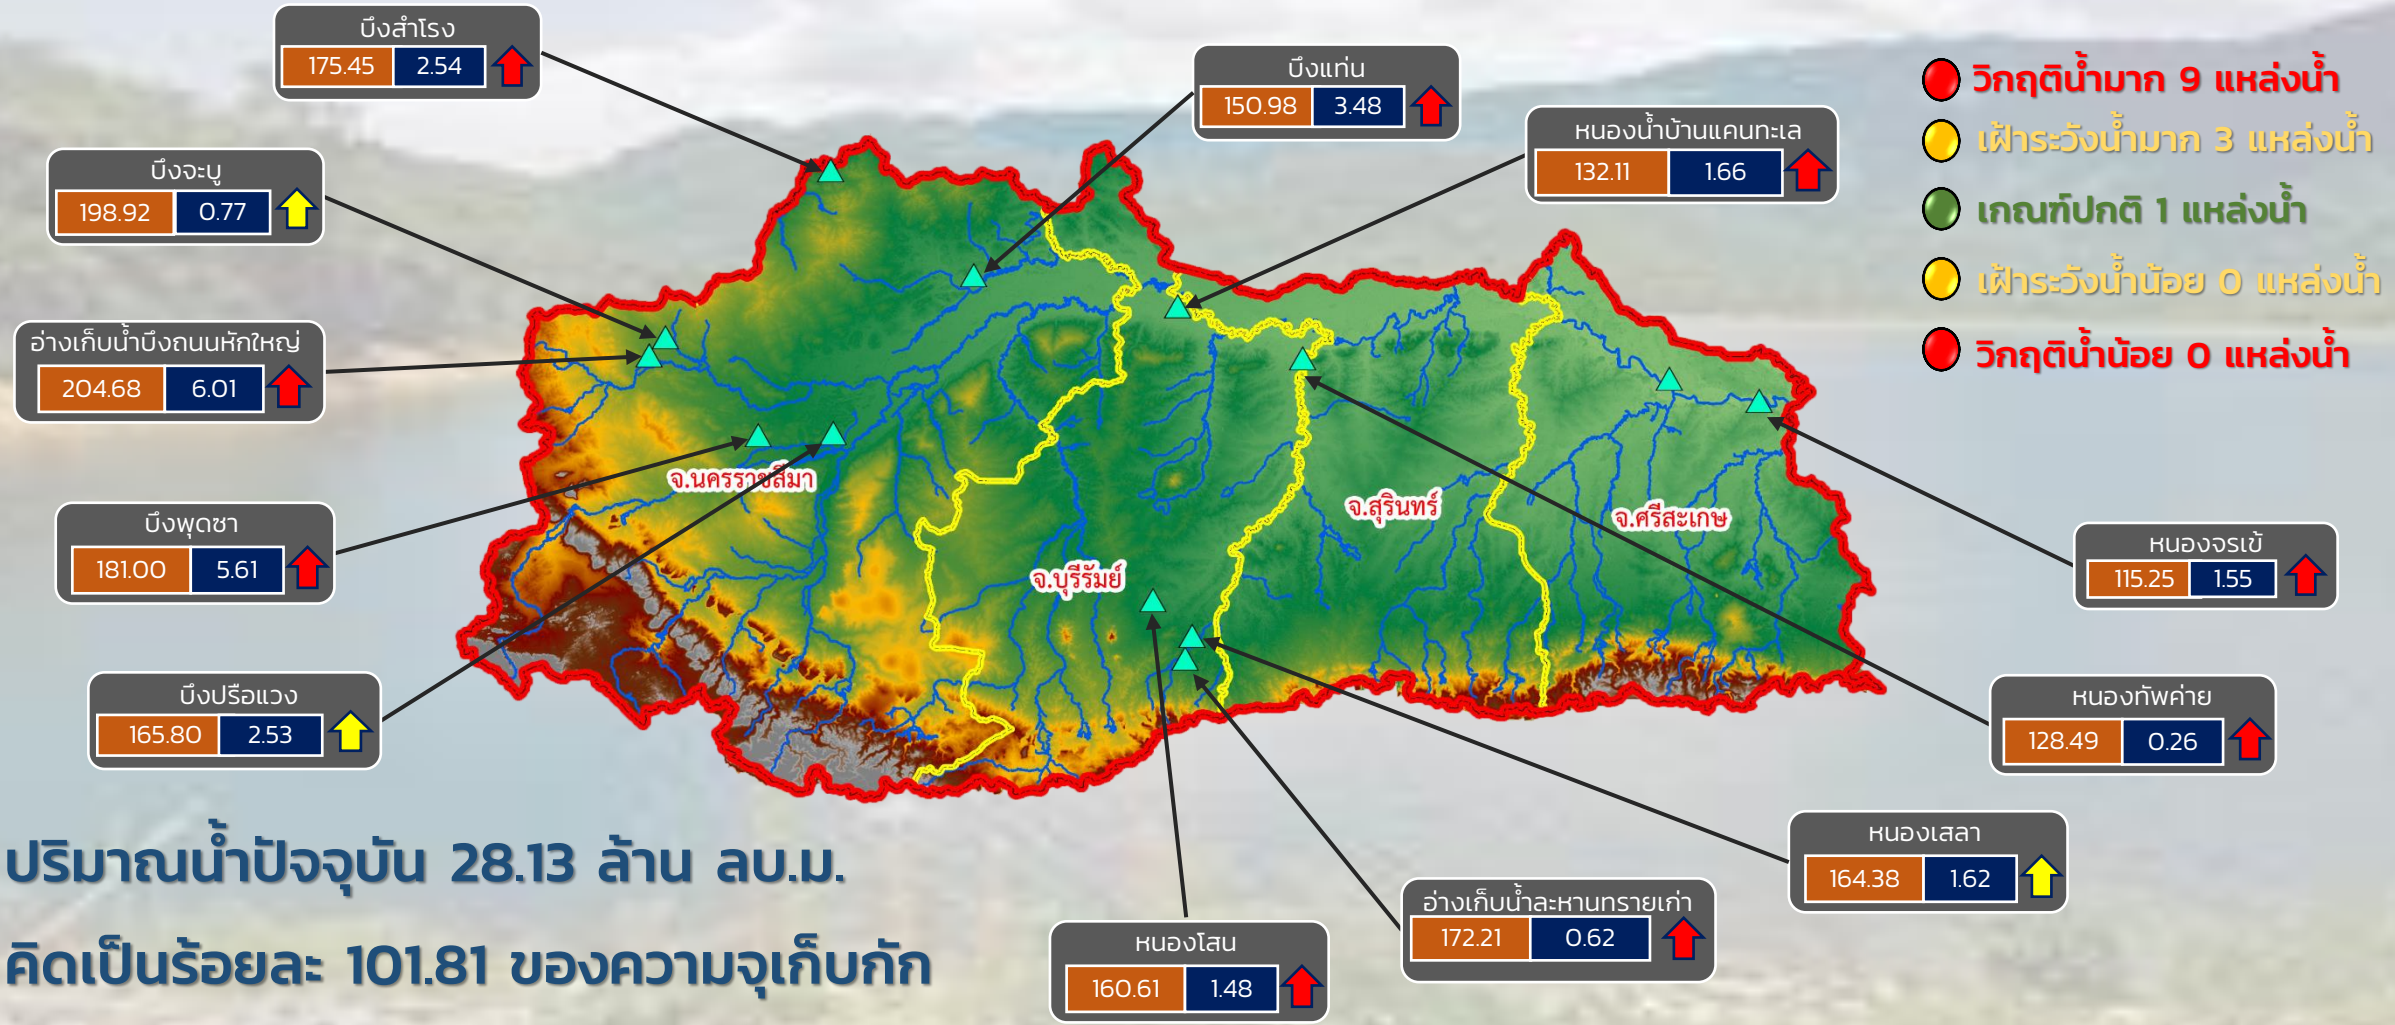 บึงสำโรง
175.45 2.54
บึงแท่น
150.98 3.48
หนองน้ำบ้านแคนทะเล
132.11 1.66
วิกฤติน้ำมาก 9 แหล่งน้ำ
เฝ้าระวังน้ำมาก 3 แหล่งน้ำ
เกณฑ์ปกติ 1 แหล่งน้ำ
เฝ้าระวังน้ำน้อย 0 แหล่งน้ำ
วิกฤติน้ำน้อย 0 แหล่งน้ำ
บึงจะบู
198.92 0.77
อ่างเก็บน้ำบึงถนนหักใหญ่
204.68 6.01
บึงพุดซา
181.00 5.61
บึงปรือแวง
165.80 2.53
จ.นครราชสีมา
จ.บุรีรัมย์
จ.สุรินทร์
จ.ศรีสะเกษ
หนองจรเข้
115.25 1.55
หนองทัพค่าย
128.49 0.26
หนองเสลา
164.38 1.62
อ่างเก็บน้ำละหานทรายเก่า
172.21 0.62
หนองโสน
160.61 1.48
ปริมาณน้ำปัจจุบัน 28.13 ล้าน ลบ.ม.
คิดเป็นร้อยละ 101.81 ของความจุเก็บกัก